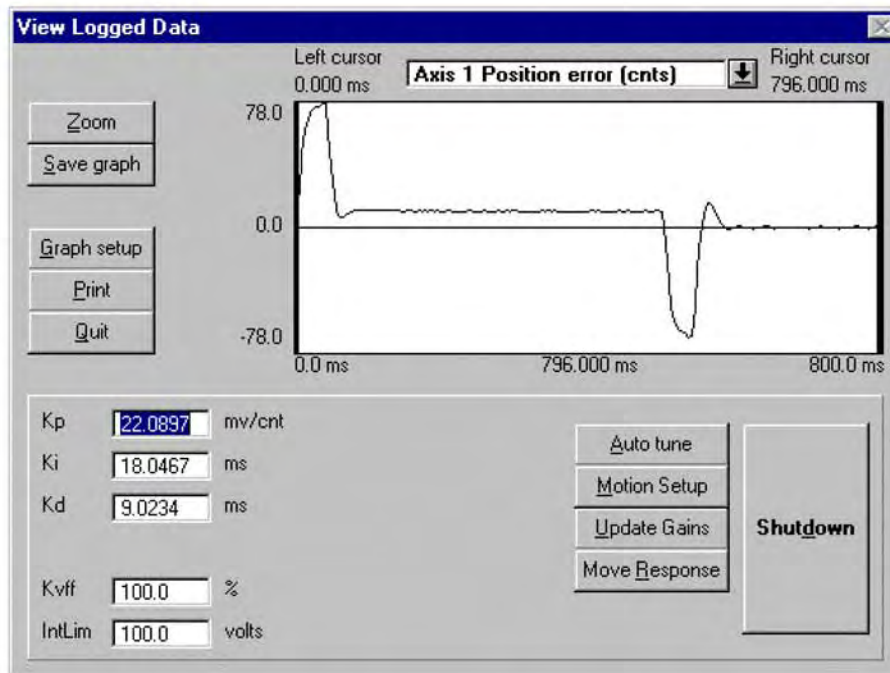 View Logged Data
Left cursor
0.000 ms
Axis 1 Position error (cnts)
Right cursor
796.000 ms
Zoom
Save graph
Graph setup
Print
Quit
78.0
0.0
-78.0
0.0 ms
796.000 ms
800.0 ms
Kp 22.0897 mv/cnt
Ki 18.0467 ms
Kd 9.0234 ms
Kvff 100.0 %
IntLim 100.0 volts
Auto tune
Motion Setup
Update Gains
Move Response
Shutdown